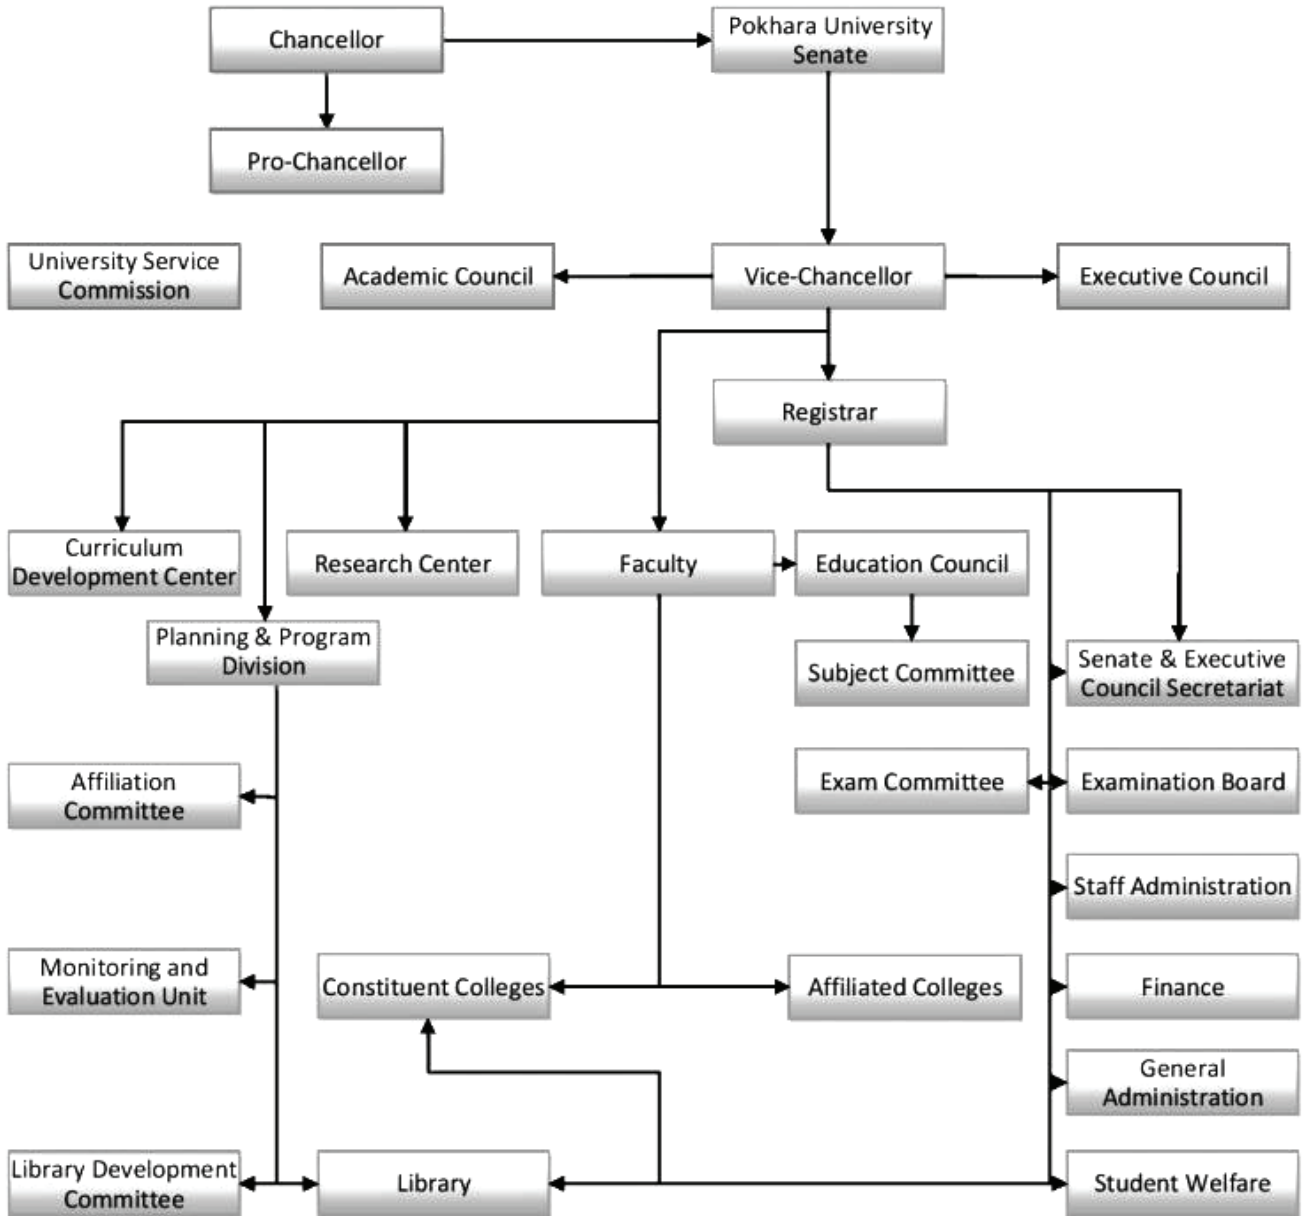 Chancellor
Pokhara University
Senate
Pro-Chancellor
University Service
Commission
Academic Council
Vice-Chancellor
Executive Council
Registrar
Curriculum
Development Center
Research Center
Faculty
Education Council
Planning & Program
Division
Subject Committee
Senate & Executive
Council Secretariat
Affiliation
Committee
Exam Committee
Examination Board
Staff Administration
Monitoring and
Evaluation Unit
Constituent Colleges
Affiliated Colleges
Finance
General
Administration
Library Development
Committee
Library
Student Welfare